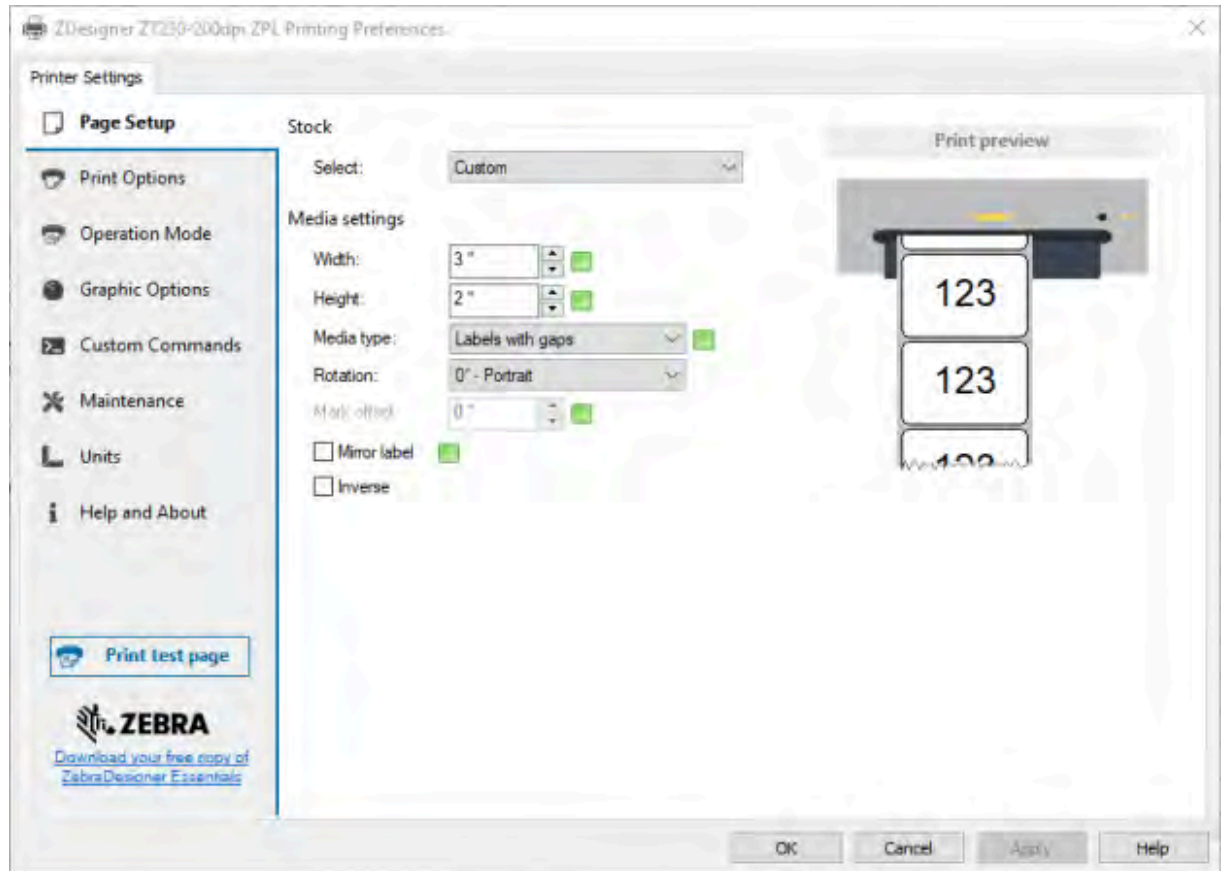 ZDesigner ZT230-200dpi ZPL Printing Preferences
Printer Settings
Page Setup
Print Options
Operation Mode
Graphic Options
Custom Commands
Maintenance
Units
Help and About
Print test page
ZEBRA
Download your free copy of
ZebraDesigner Essentials
Stock
Select: Custom
Media settings
Width: 3 "
Height: 2 "
Media type: Labels with gaps
Rotation: 0° - Portrait
Mark offset 0 "
Mirror label
Inverse
Print preview
123
123
123
OK Cancel Apply Help